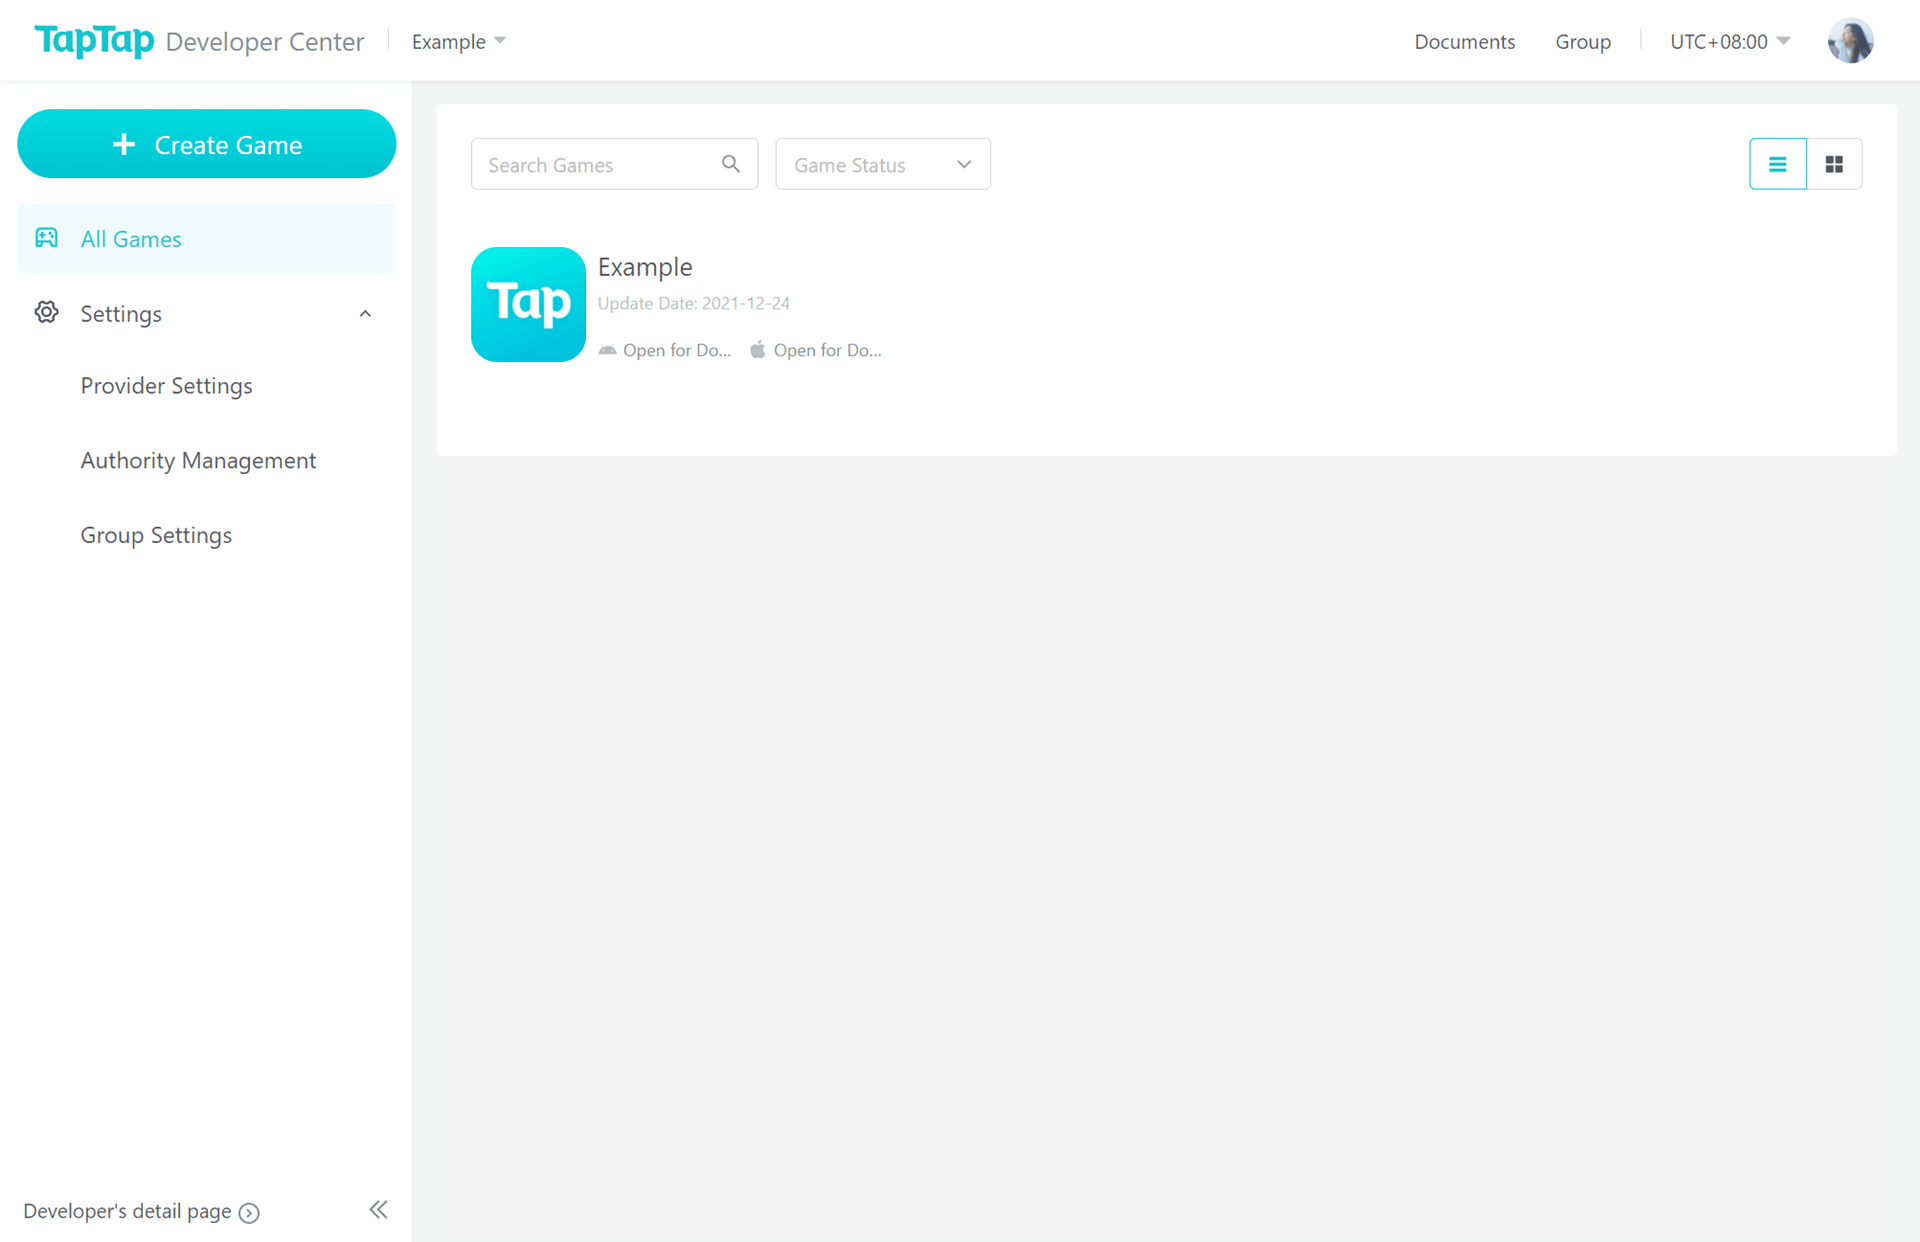 TapTap Developer Center
Example
Documents
Group
UTC+08:00
Create Game
All Games
Settings
Provider Settings
Authority Management
Group Settings
Developer's detail page
Search Games
Game Status
Tap
Example
Update Date: 2021-12-24
Open for Do...
Open for Do...